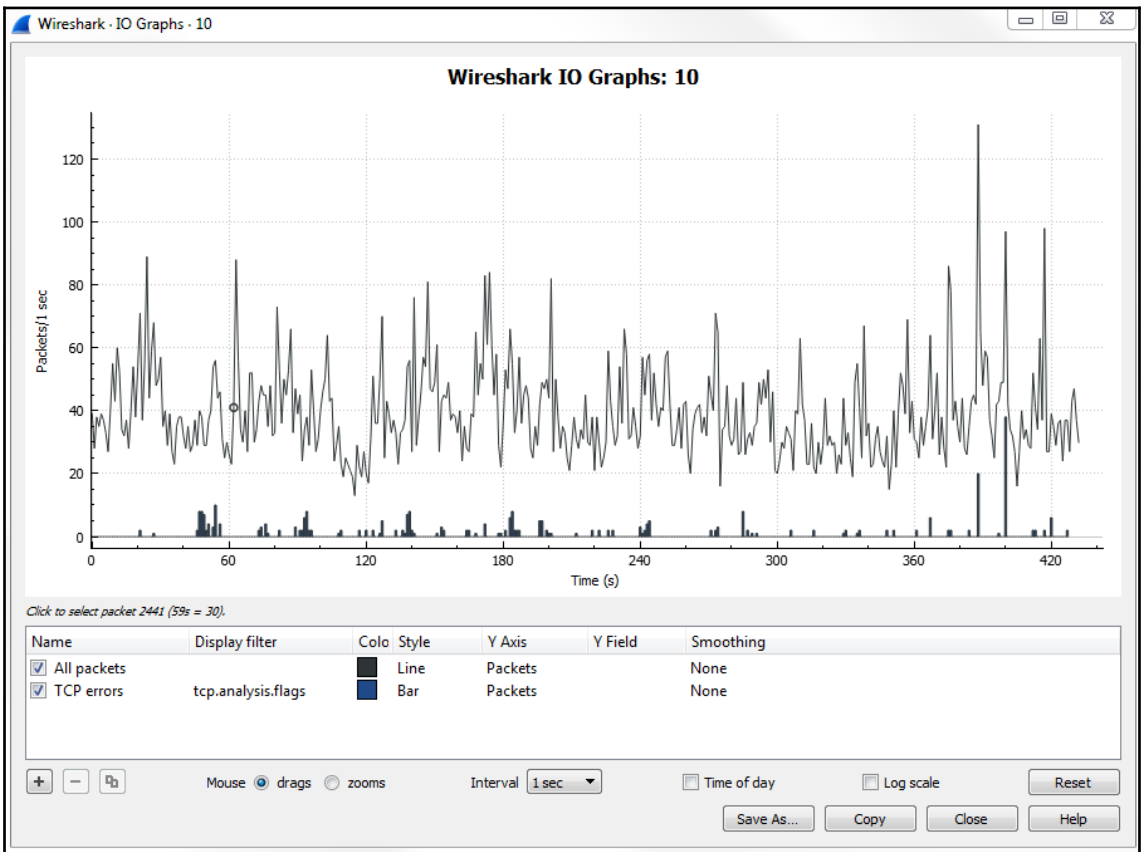 Wireshark · IO Graphs · 10
Wireshark IO Graphs: 10
120
100
80
60
40
20
0
Packets/1 sec
0 60 120 180 240 300 360 420
Time (s)
Click to select packet 2441 (59s = 30).
Name Display filter Colo Style Y Axis Y Field Smoothing
All packets Line Packets None
TCP errors tcp.analysis.flags Bar Packets None
+ − Mouse drags zooms Interval 1 sec Time of day Log scale Reset
Save As... Copy Close Help